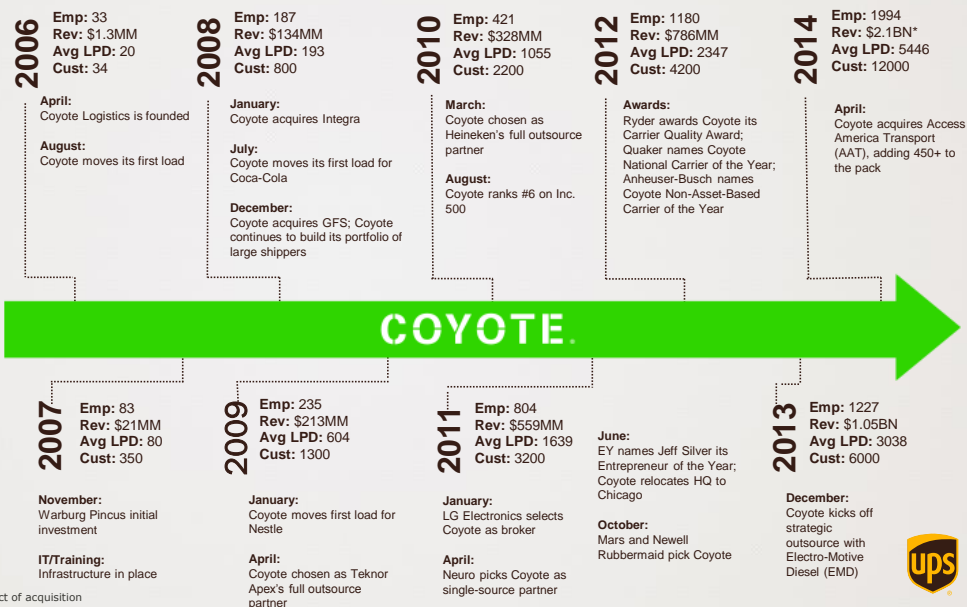 2006
Emp: 33
Rev: $1.3MM
Avg LPD: 20
Cust: 34
April:
Coyote Logistics is founded
August:
Coyote moves its first load
2008
Emp: 187
Rev: $134MM
Avg LPD: 193
Cust: 800
January:
Coyote acquires Integra
July:
Coyote moves its first load for
Coca-Cola
December:
Coyote acquires GFS; Coyote
continues to build its portfolio of
large shippers
2010
Emp: 421
Rev: $328MM
Avg LPD: 1055
Cust: 2200
March:
Coyote chosen as
Heineken's full outsource
partner
August:
Coyote ranks #6 on Inc.
500
2012
Emp: 1180
Rev: $786MM
Avg LPD: 2347
Cust: 4200
Awards:
Ryder awards Coyote its
Carrier Quality Award;
Quaker names Coyote
National Carrier of the Year;
Anheuser-Busch names
Coyote Non-Asset-Based
Carrier of the Year
2014
Emp: 1994
Rev: $2.1BN*
Avg LPD: 5446
Cust: 12000
April:
Coyote acquires Access
America Transport
(AAT), adding 450+ to
the pack
COYOTE.
2007
Emp: 83
Rev: $21MM
Avg LPD: 80
Cust: 350
November:
Warburg Pincus initial
investment
IT/Training:
Infrastructure in place
2009
Emp: 235
Rev: $213MM
Avg LPD: 604
Cust: 1300
January:
Coyote moves first load for
Nestle
April:
Coyote chosen as Teknor
Apex's full outsource
partner
2011
Emp: 804
Rev: $559MM
Avg LPD: 1639
Cust: 3200
January:
LG Electronics selects
Coyote as broker
April:
Neuro picks Coyote as
single-source partner
June:
EY names Jeff Silver its
Entrepreneur of the Year;
Coyote relocates HQ to
Chicago
October:
Mars and Newell
Rubbermaid pick Coyote
2013
Emp: 1227
Rev: $1.05BN
Avg LPD: 3038
Cust: 6000
December:
Coyote kicks off
strategic
outsource with
Electro-Motive
Diesel (EMD)
ups
ct of acquisition